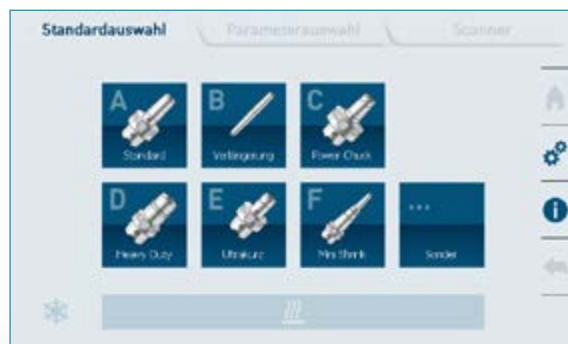 Standardauswahl Parameterauswahl Scanner
A B C
Standard Verlängerung Power Chuck
D E F ...
Heavy Duty Ultrakurz Mini Shrink Sonder